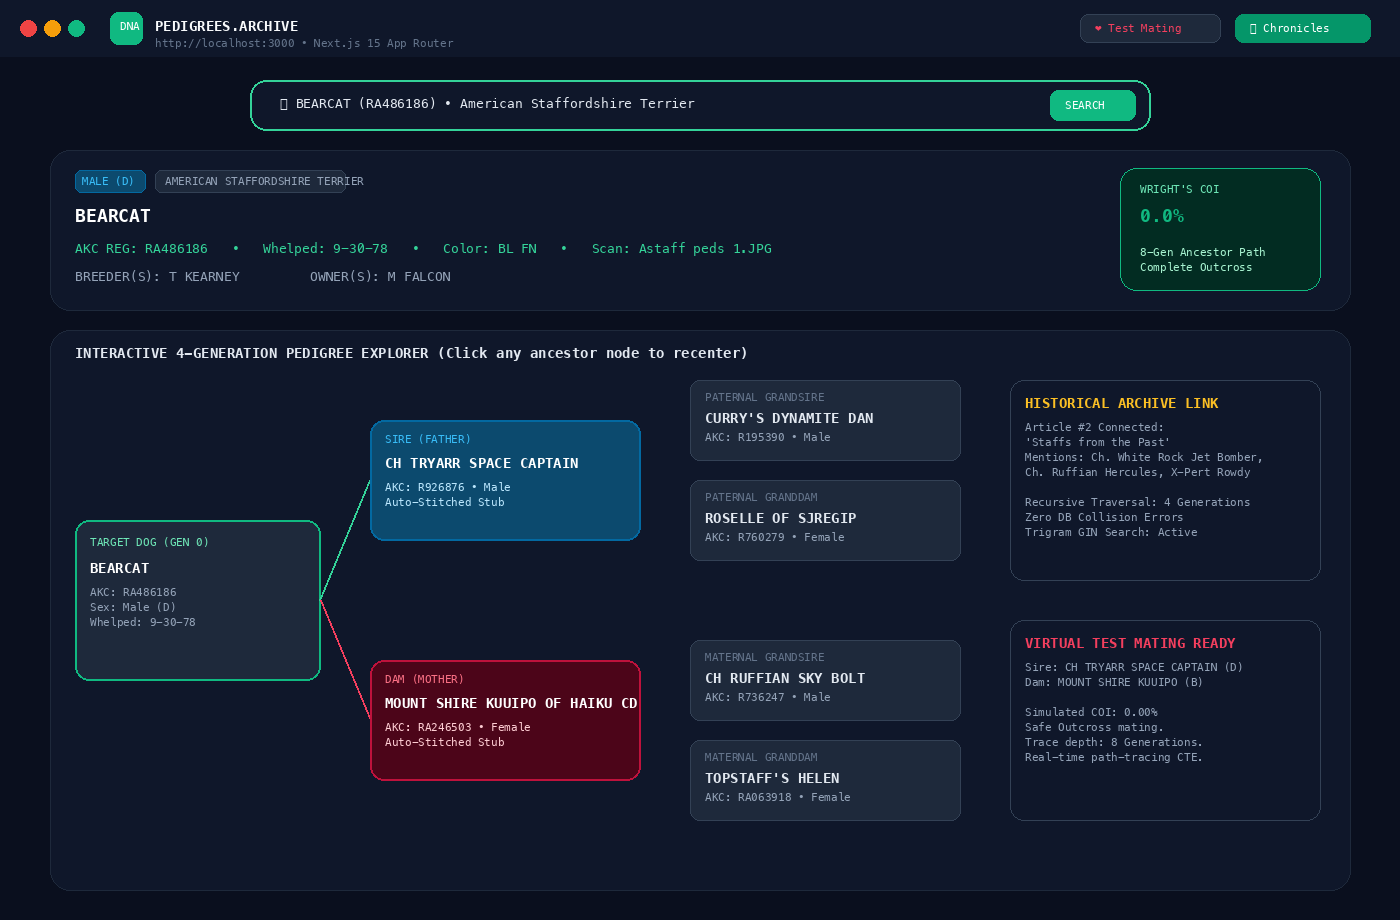 DNA
PEDIGREES.ARCHIVE
http://localhost:3000 • Next.js 15 App Router
❤ Test Mating
Chronicles
BEARCAT (RA486186) • American Staffordshire Terrier
SEARCH
MALE (D)
AMERICAN STAFFORDSHIRE TERRIER
BEARCAT
AKC REG: RA486186 • Whelped: 9−30−78 • Color: BL FN • Scan: Astaff peds 1.JPG
BREEDER(S): T KEARNEY OWNER(S): M FALCON
WRIGHT'S COI
0.0%
8−Gen Ancestor Path
Complete Outcross
INTERACTIVE 4−GENERATION PEDIGREE EXPLORER (Click any ancestor node to recenter)
TARGET DOG (GEN 0)
BEARCAT
AKC: RA486186
Sex: Male (D)
Whelped: 9−30−78
SIRE (FATHER)
CH TRYARR SPACE CAPTAIN
AKC: R926876 • Male
Auto−Stitched Stub
DAM (MOTHER)
MOUNT SHIRE KUUIPO OF HAIKU CD
AKC: RA246503 • Female
Auto−Stitched Stub
PATERNAL GRANDSIRE
CURRY'S DYNAMITE DAN
AKC: R195390 • Male
PATERNAL GRANDDAM
ROSELLE OF SJREGIP
AKC: R760279 • Female
MATERNAL GRANDSIRE
CH RUFFIAN SKY BOLT
AKC: R736247 • Male
MATERNAL GRANDDAM
TOPSTAFF'S HELEN
AKC: RA063918 • Female
HISTORICAL ARCHIVE LINK
Article #2 Connected:
'Staffs from the Past'
Mentions: Ch. White Rock Jet Bomber,
Ch. Ruffian Hercules, X−Pert Rowdy
Recursive Traversal: 4 Generations
Zero DB Collision Errors
Trigram GIN Search: Active
VIRTUAL TEST MATING READY
Sire: CH TRYARR SPACE CAPTAIN (D)
Dam: MOUNT SHIRE KUUIPO (B)
Simulated COI: 0.00%
Safe Outcross mating.
Trace depth: 8 Generations.
Real−time path−tracing CTE.